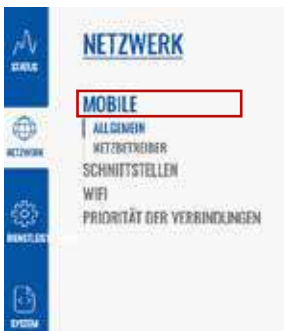 STATUS
NETZWERK
NETZWERK
MOBILE
ALLGEMEIN
NETZBETREIBER
SCHNITTSTELLEN
WIFI
PRIORITÄT DER VERBINDUNGEN
SYSTEM